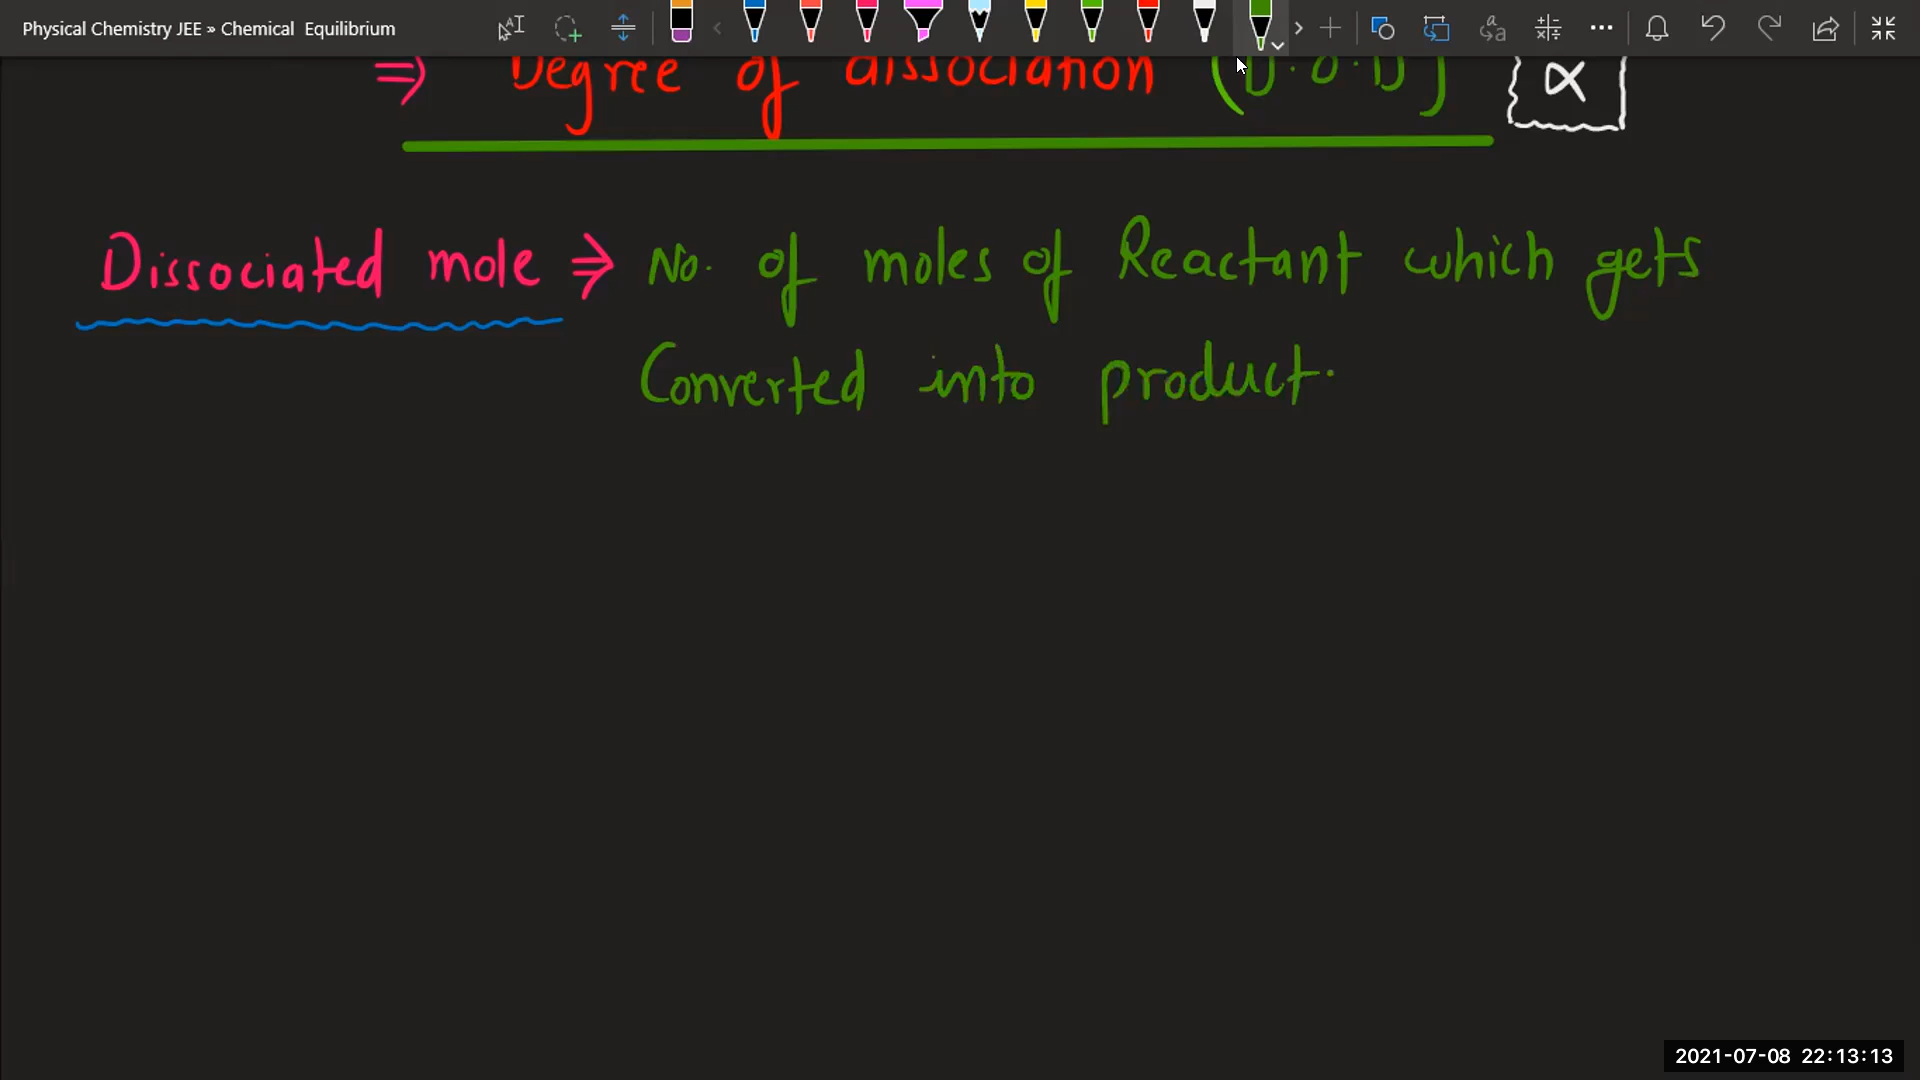 Physical Chemistry JEE » Chemical Equilibrium
⇒ Degree of dissociation (D.O.D) α
Dissociated mole ⇒ No. of moles of Reactant which gets
Converted into product.
2021-07-08 22:13:13